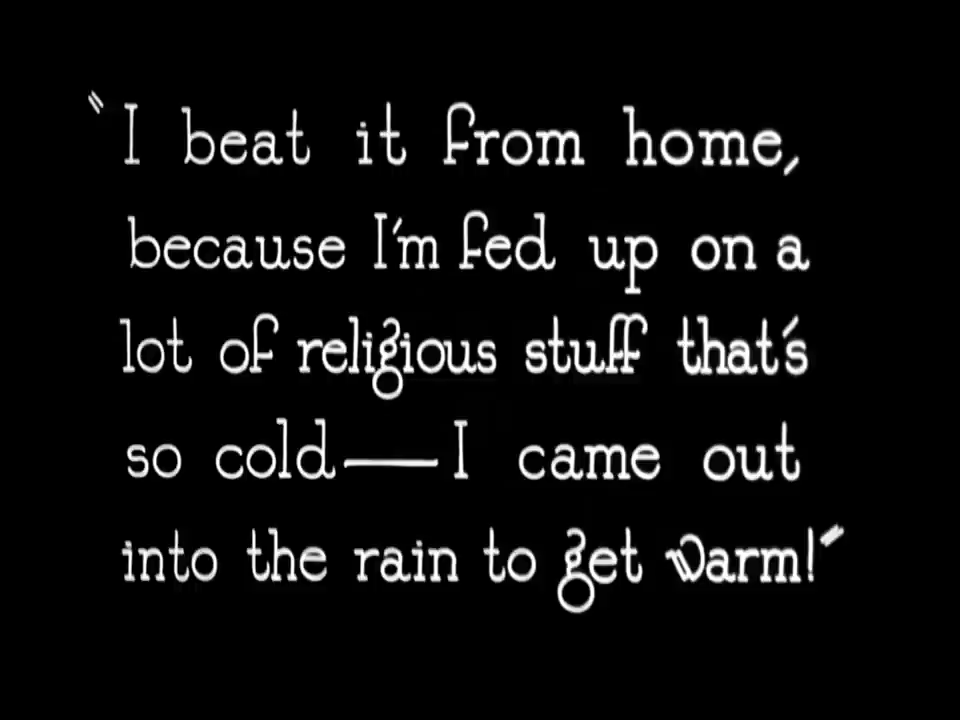 "I beat it from home,
because I'm fed up on a
lot of religious stuff that's
so cold—I came out
into the rain to get warm!"